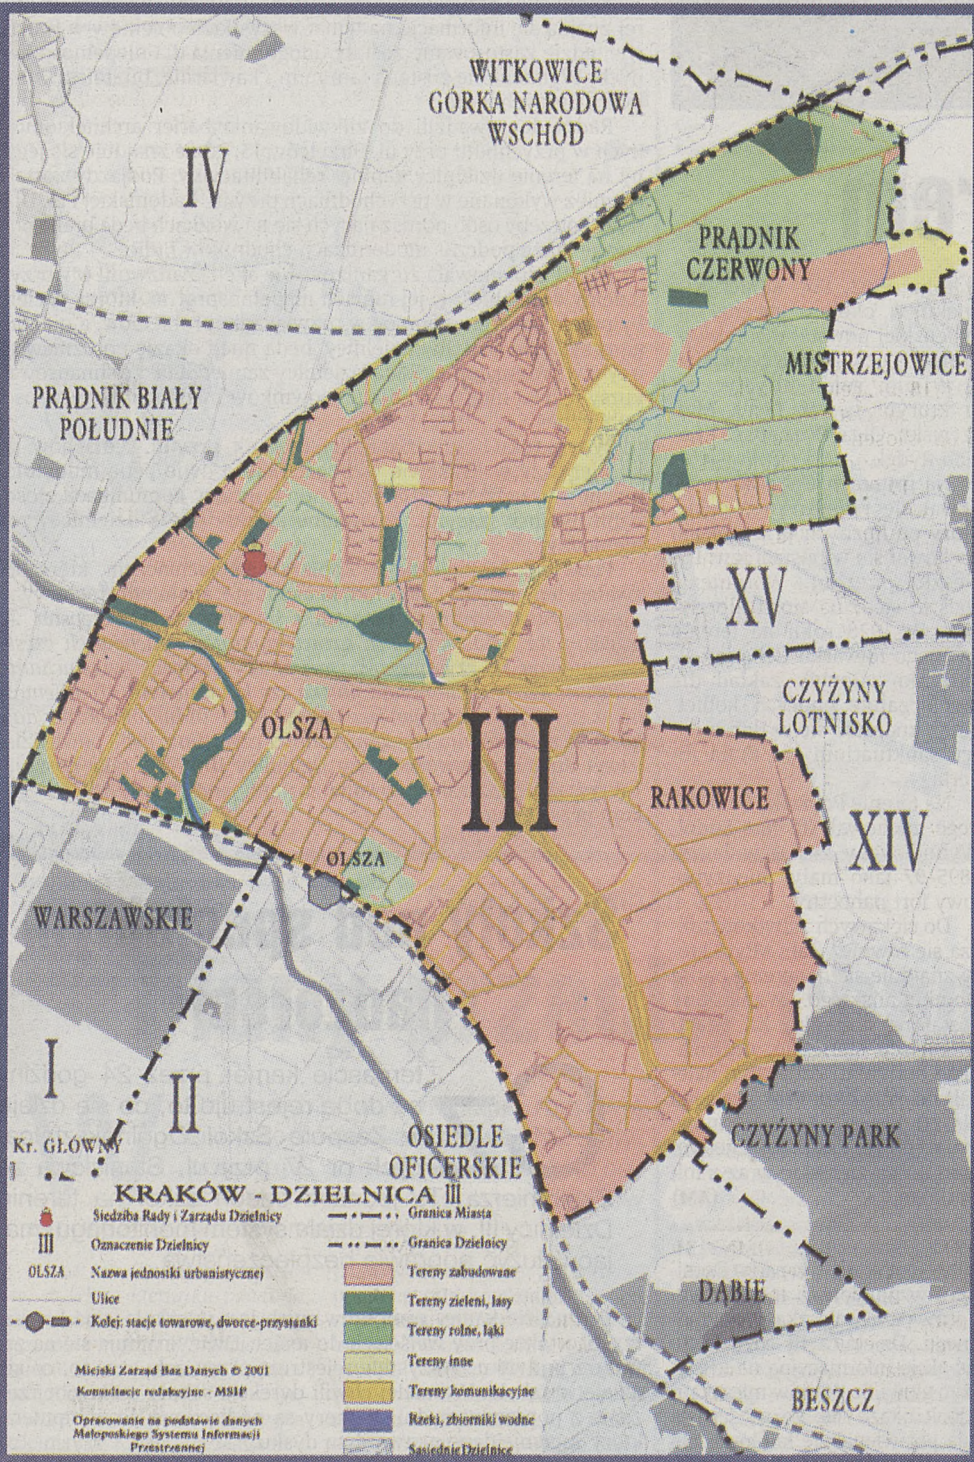 WITKOWICE
GÓRKA NARODOWA
WSCHÓD
IV
PRĄDNIK
CZERWONY
MISTRZEJOWICE
PRĄDNIK BIAŁY
POŁUDNIE
XV
CZYŻYNY
LOTNISKO
OLSZA
III
RAKOWICE
XIV
OLSZA
WARSZAWSKIE
I
II
Kr. GŁÓWNY
OSIEDLE
OFICERSKIE
CZYŻYNY PARK
DĄBIE
BESZCZ
KRAKÓW - DZIELNICA III
Siedziba Rady i Zarządu Dzielnicy
III Oznaczenie Dzielnicy
OLSZA Nazwa jednostki urbanistycznej
Ulice
Kolej: stacje towarowe, dworce-przystanki
Miejski Zarząd Baz Danych © 2001
Konsultacje redakcyjne - MSIP
Opracowanie na podstawie danych
Małoposkiego Systemu Informacji
Przestrzennej
Granica Miasta
Granica Dzielnicy
Tereny zabudowane
Tereny zieleni, lasy
Tereny rolne, łąki
Tereny inne
Tereny komunikacyjne
Rzeki, zbiorniki wodne
Sąsiednie Dzielnice